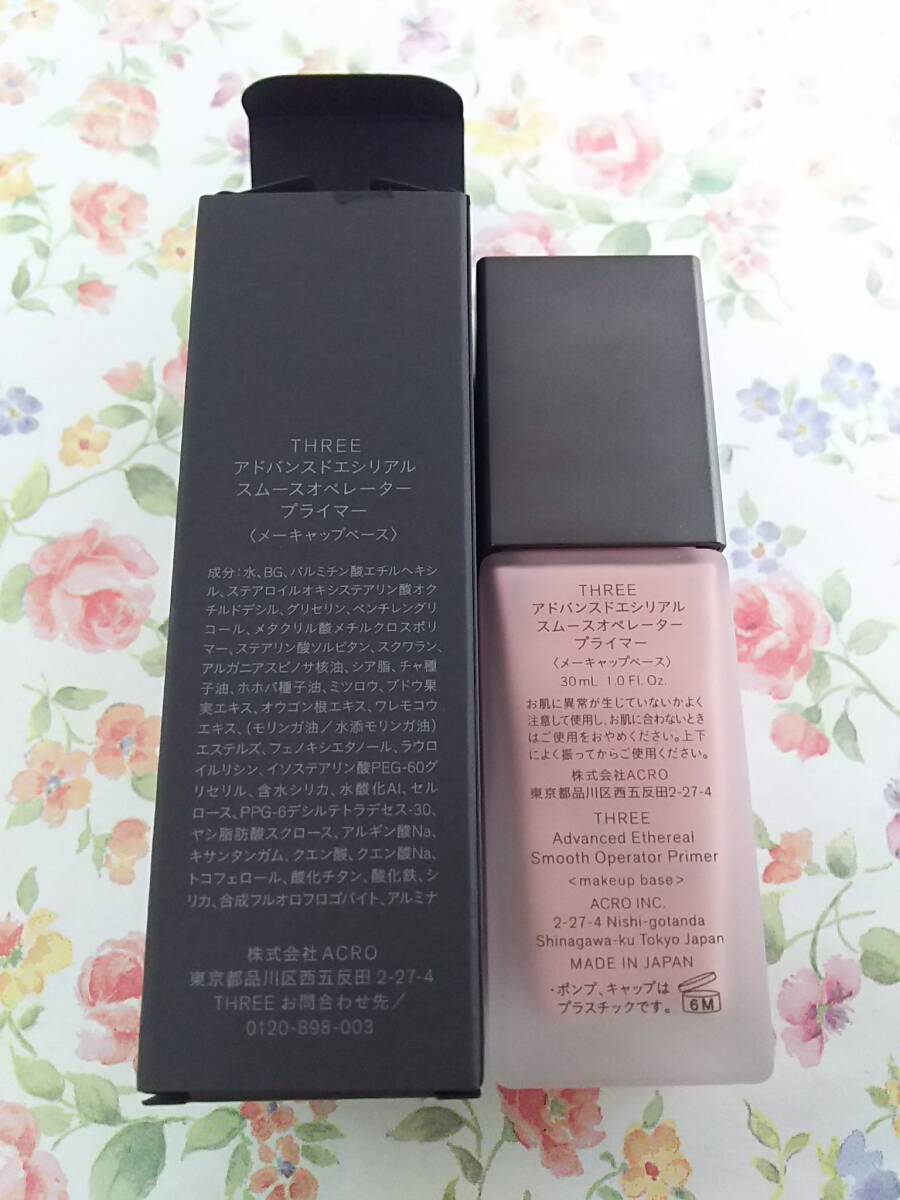 THREE
アドバンスドエシリアル
スムースオペレーター
プライマー
〈メーキャップベース〉
成分:水、BG、パルミチン酸エチルヘキシ
ル、ステアロイルオキシステアリン酸オク
チルドデシル、グリセリン、ペンチレングリ
コール、メタクリル酸メチルクロスポリ
マー、ステアリン酸ソルビタン、スクワラン、
アルガニアスピノサ核油、シア脂、チャ種
子油、ホホバ種子油、ミツロウ、ブドウ果
実エキス、オウゴン根エキス、ワレモコウ
エキス、(モリンガ油/水添モリンガ油)
エステルズ、フェノキシエタノール、ラウロ
イルリシン、イソステアリン酸PEG-60グ
リセリル、含水シリカ、水酸化Al、セル
ロース、PPG-6デシルテトラデセス-30、
ヤシ脂肪酸スクロース、アルギン酸Na、
キサンタンガム、クエン酸、クエン酸Na、
トコフェロール、酸化チタン、酸化鉄、シ
リカ、合成フルオロフロゴパイト、アルミナ
株式会社ACRO
東京都品川区西五反田2-27-4
THREEお問合わせ先/
0120-898-003
THREE
アドバンスドエシリアル
スムースオペレーター
プライマー
〈メーキャップベース〉
30mL 1.0 Fl. Oz.
お肌に異常が生じていないかよく
注意して使用し、お肌に合わないとき
はご使用をおやめください。上下
によく振ってからご使用ください。
株式会社ACRO
東京都品川区西五反田2-27-4
THREE
Advanced Ethereal
Smooth Operator Primer
<makeup base>
ACRO INC.
2-27-4 Nishi-gotanda
Shinagawa-ku Tokyo Japan
MADE IN JAPAN
・ポンプ、キャップは
プラスチックです。
6M